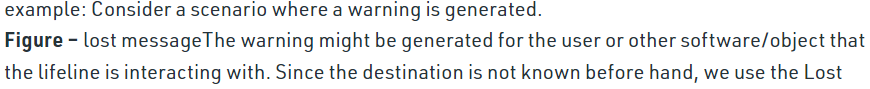 example: Consider a scenario where a warning is generated.
Figure – lost messageThe warning might be generated for the user or other software/object that
the lifeline is interacting with. Since the destination is not known before hand, we use the Lost